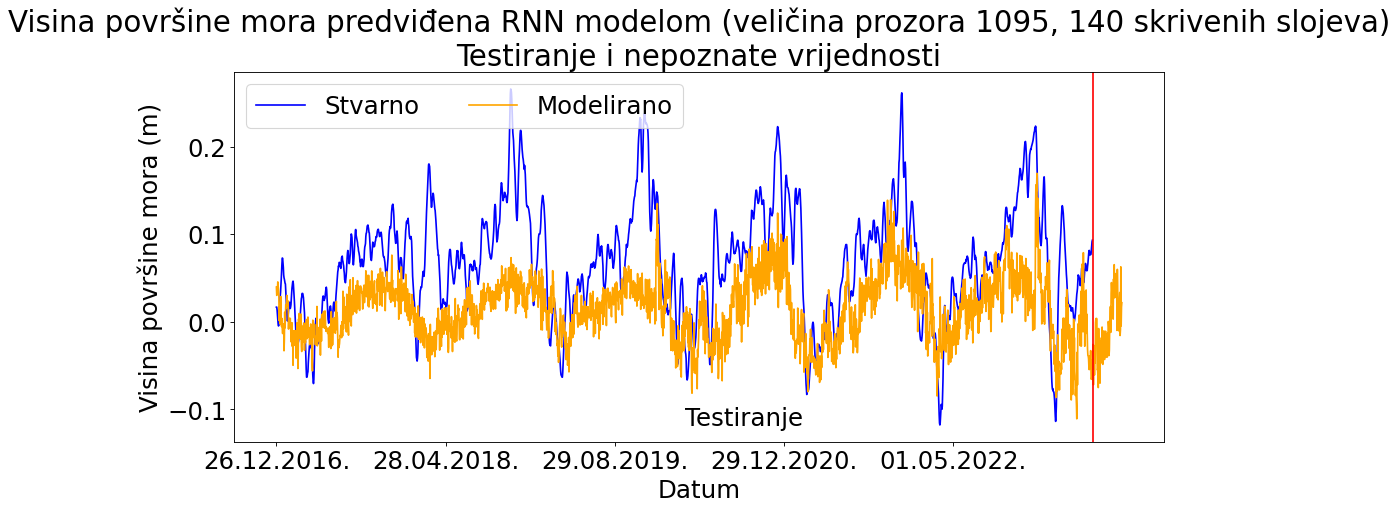 Visina površine mora predviđena RNN modelom (veličina prozora 1095, 140 skrivenih slojeva)
Testiranje i nepoznate vrijednosti
Stvarno
Modelirano
Visina površine mora (m)
0.2
0.1
0.0
−0.1
Testiranje
26.12.2016.
28.04.2018.
29.08.2019.
29.12.2020.
01.05.2022.
Datum